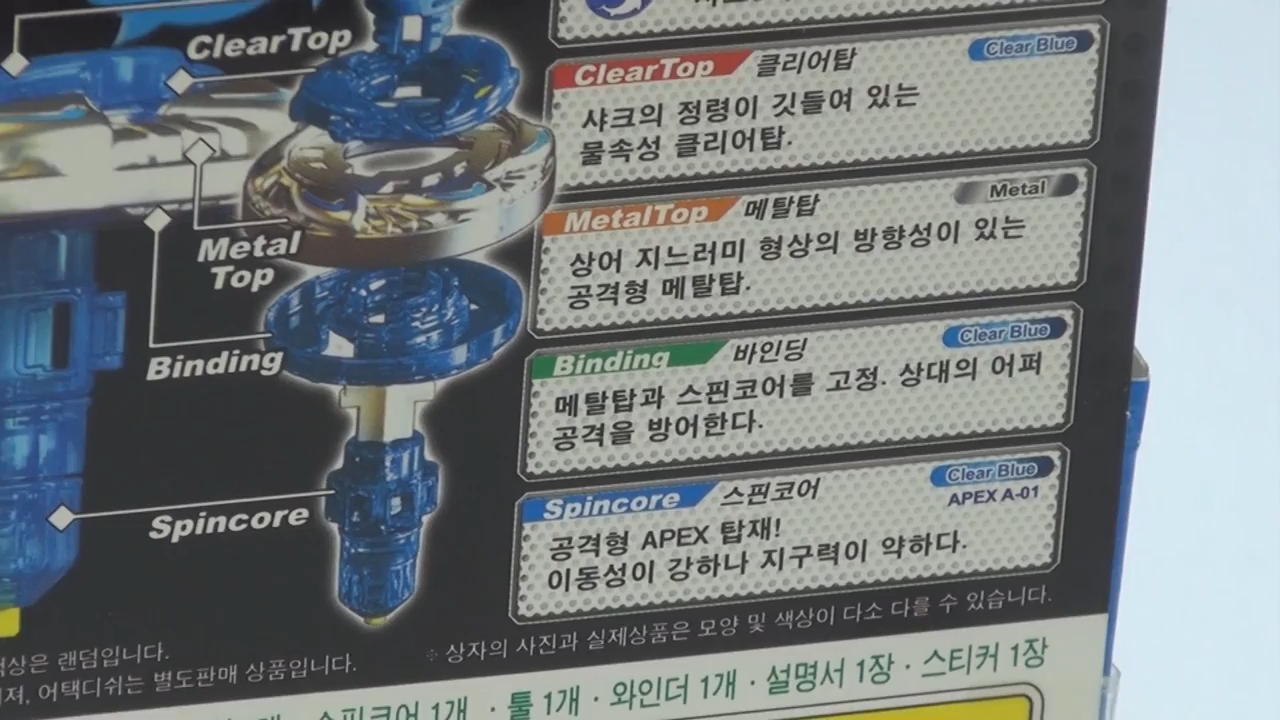 ClearTop
Metal
Top
Binding
Spincore
ClearTop 클리어탑 Clear Blue
샤크의 정령이 깃들여 있는
물속성 클리어탑.
MetalTop 메탈탑 Metal
상어 지느러미 형상의 방향성이 있는
공격형 메탈탑.
Binding 바인딩 Clear Blue
메탈탑과 스핀코어를 고정. 상대의 어퍼
공격을 방어한다.
Spincore 스핀코어 Clear Blue
APEX A-01
공격형 APEX 탑재!
이동성이 강하나 지구력이 약하다.
※ 상자의 사진과 실제상품은 모양 및 색상이 다소 다를 수 있습니다.
색상은 랜덤입니다.
어택디쉬는 별도판매 상품입니다.
스핀코어 1개 · 툴 1개 · 와인더 1개 · 설명서 1장 · 스티커 1장